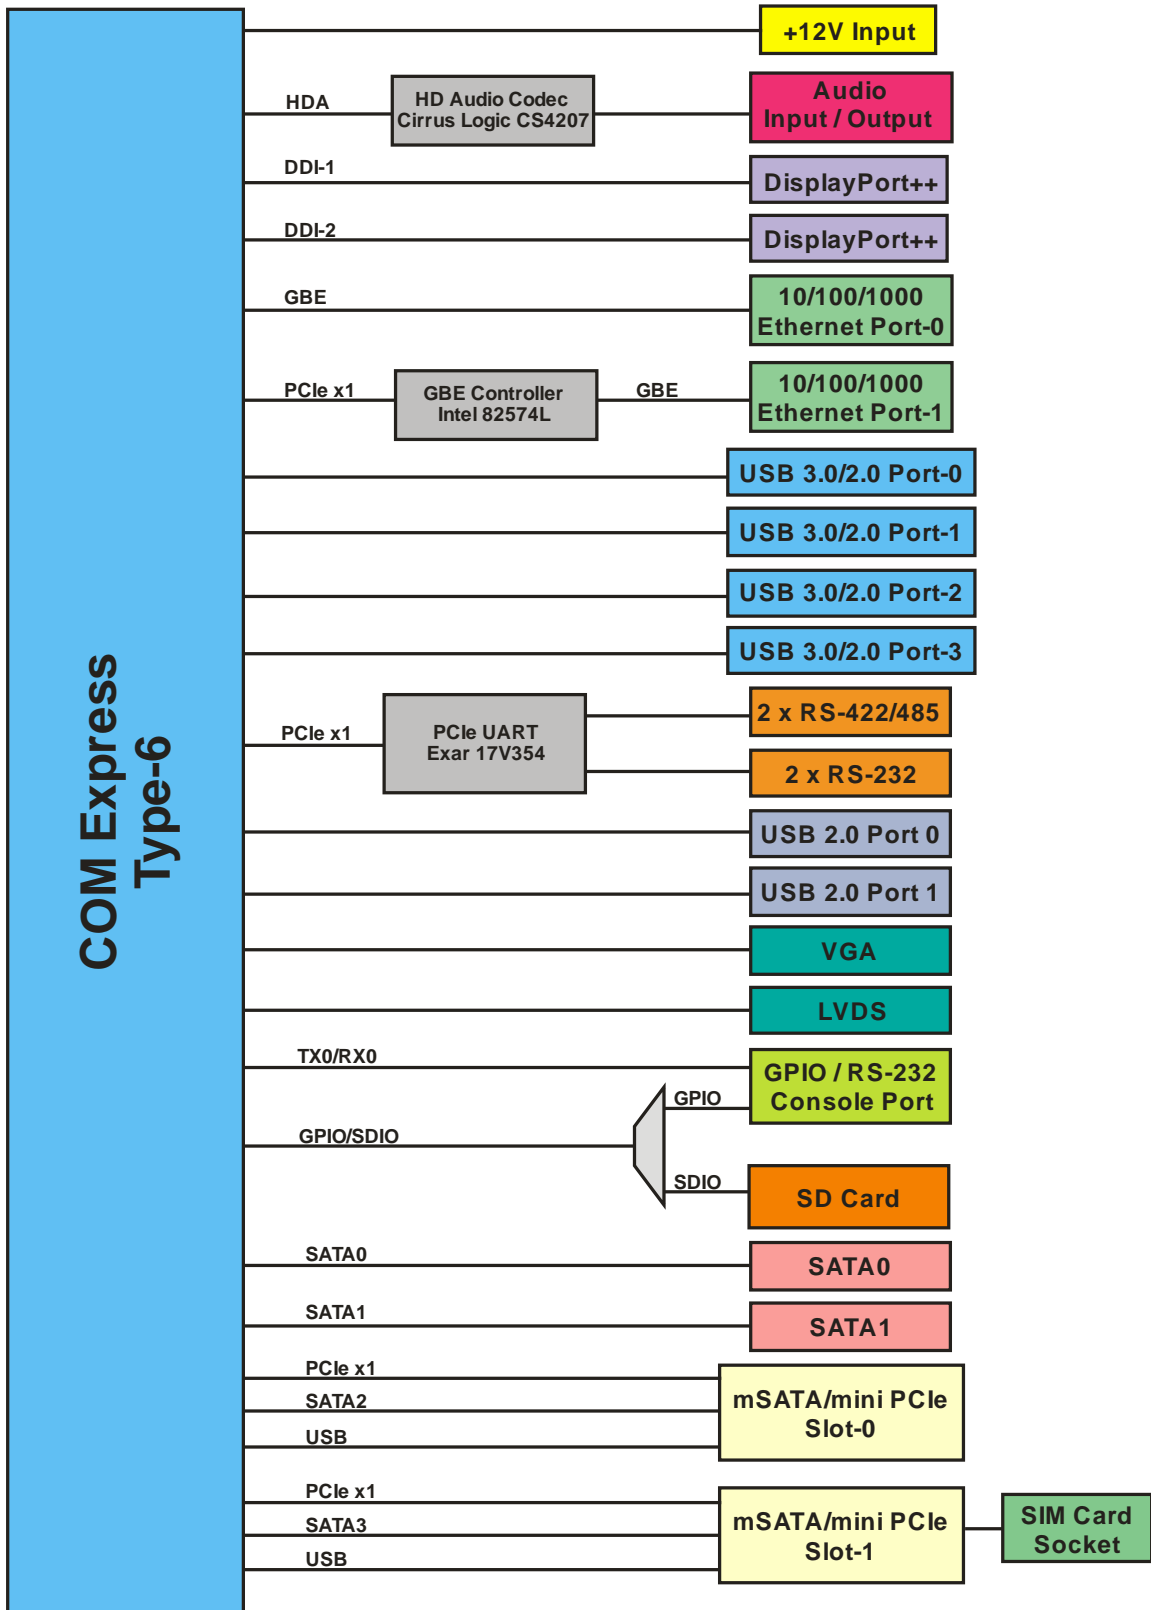 COM Express
Type-6
+12V Input
HDA
HD Audio Codec
Cirrus Logic CS4207
Audio
Input / Output
DDI-1
DisplayPort++
DDI-2
DisplayPort++
GBE
10/100/1000
Ethernet Port-0
PCIe x1
GBE Controller
Intel 82574L
GBE
10/100/1000
Ethernet Port-1
USB 3.0/2.0 Port-0
USB 3.0/2.0 Port-1
USB 3.0/2.0 Port-2
USB 3.0/2.0 Port-3
PCIe x1
PCIe UART
Exar 17V354
2 x RS-422/485
2 x RS-232
USB 2.0 Port 0
USB 2.0 Port 1
VGA
LVDS
TX0/RX0
GPIO / RS-232
Console Port
GPIO
GPIO/SDIO
SDIO
SD Card
SATA0
SATA0
SATA1
SATA1
PCIe x1
SATA2
USB
mSATA/mini PCIe
Slot-0
PCIe x1
SATA3
USB
mSATA/mini PCIe
Slot-1
SIM Card
Socket